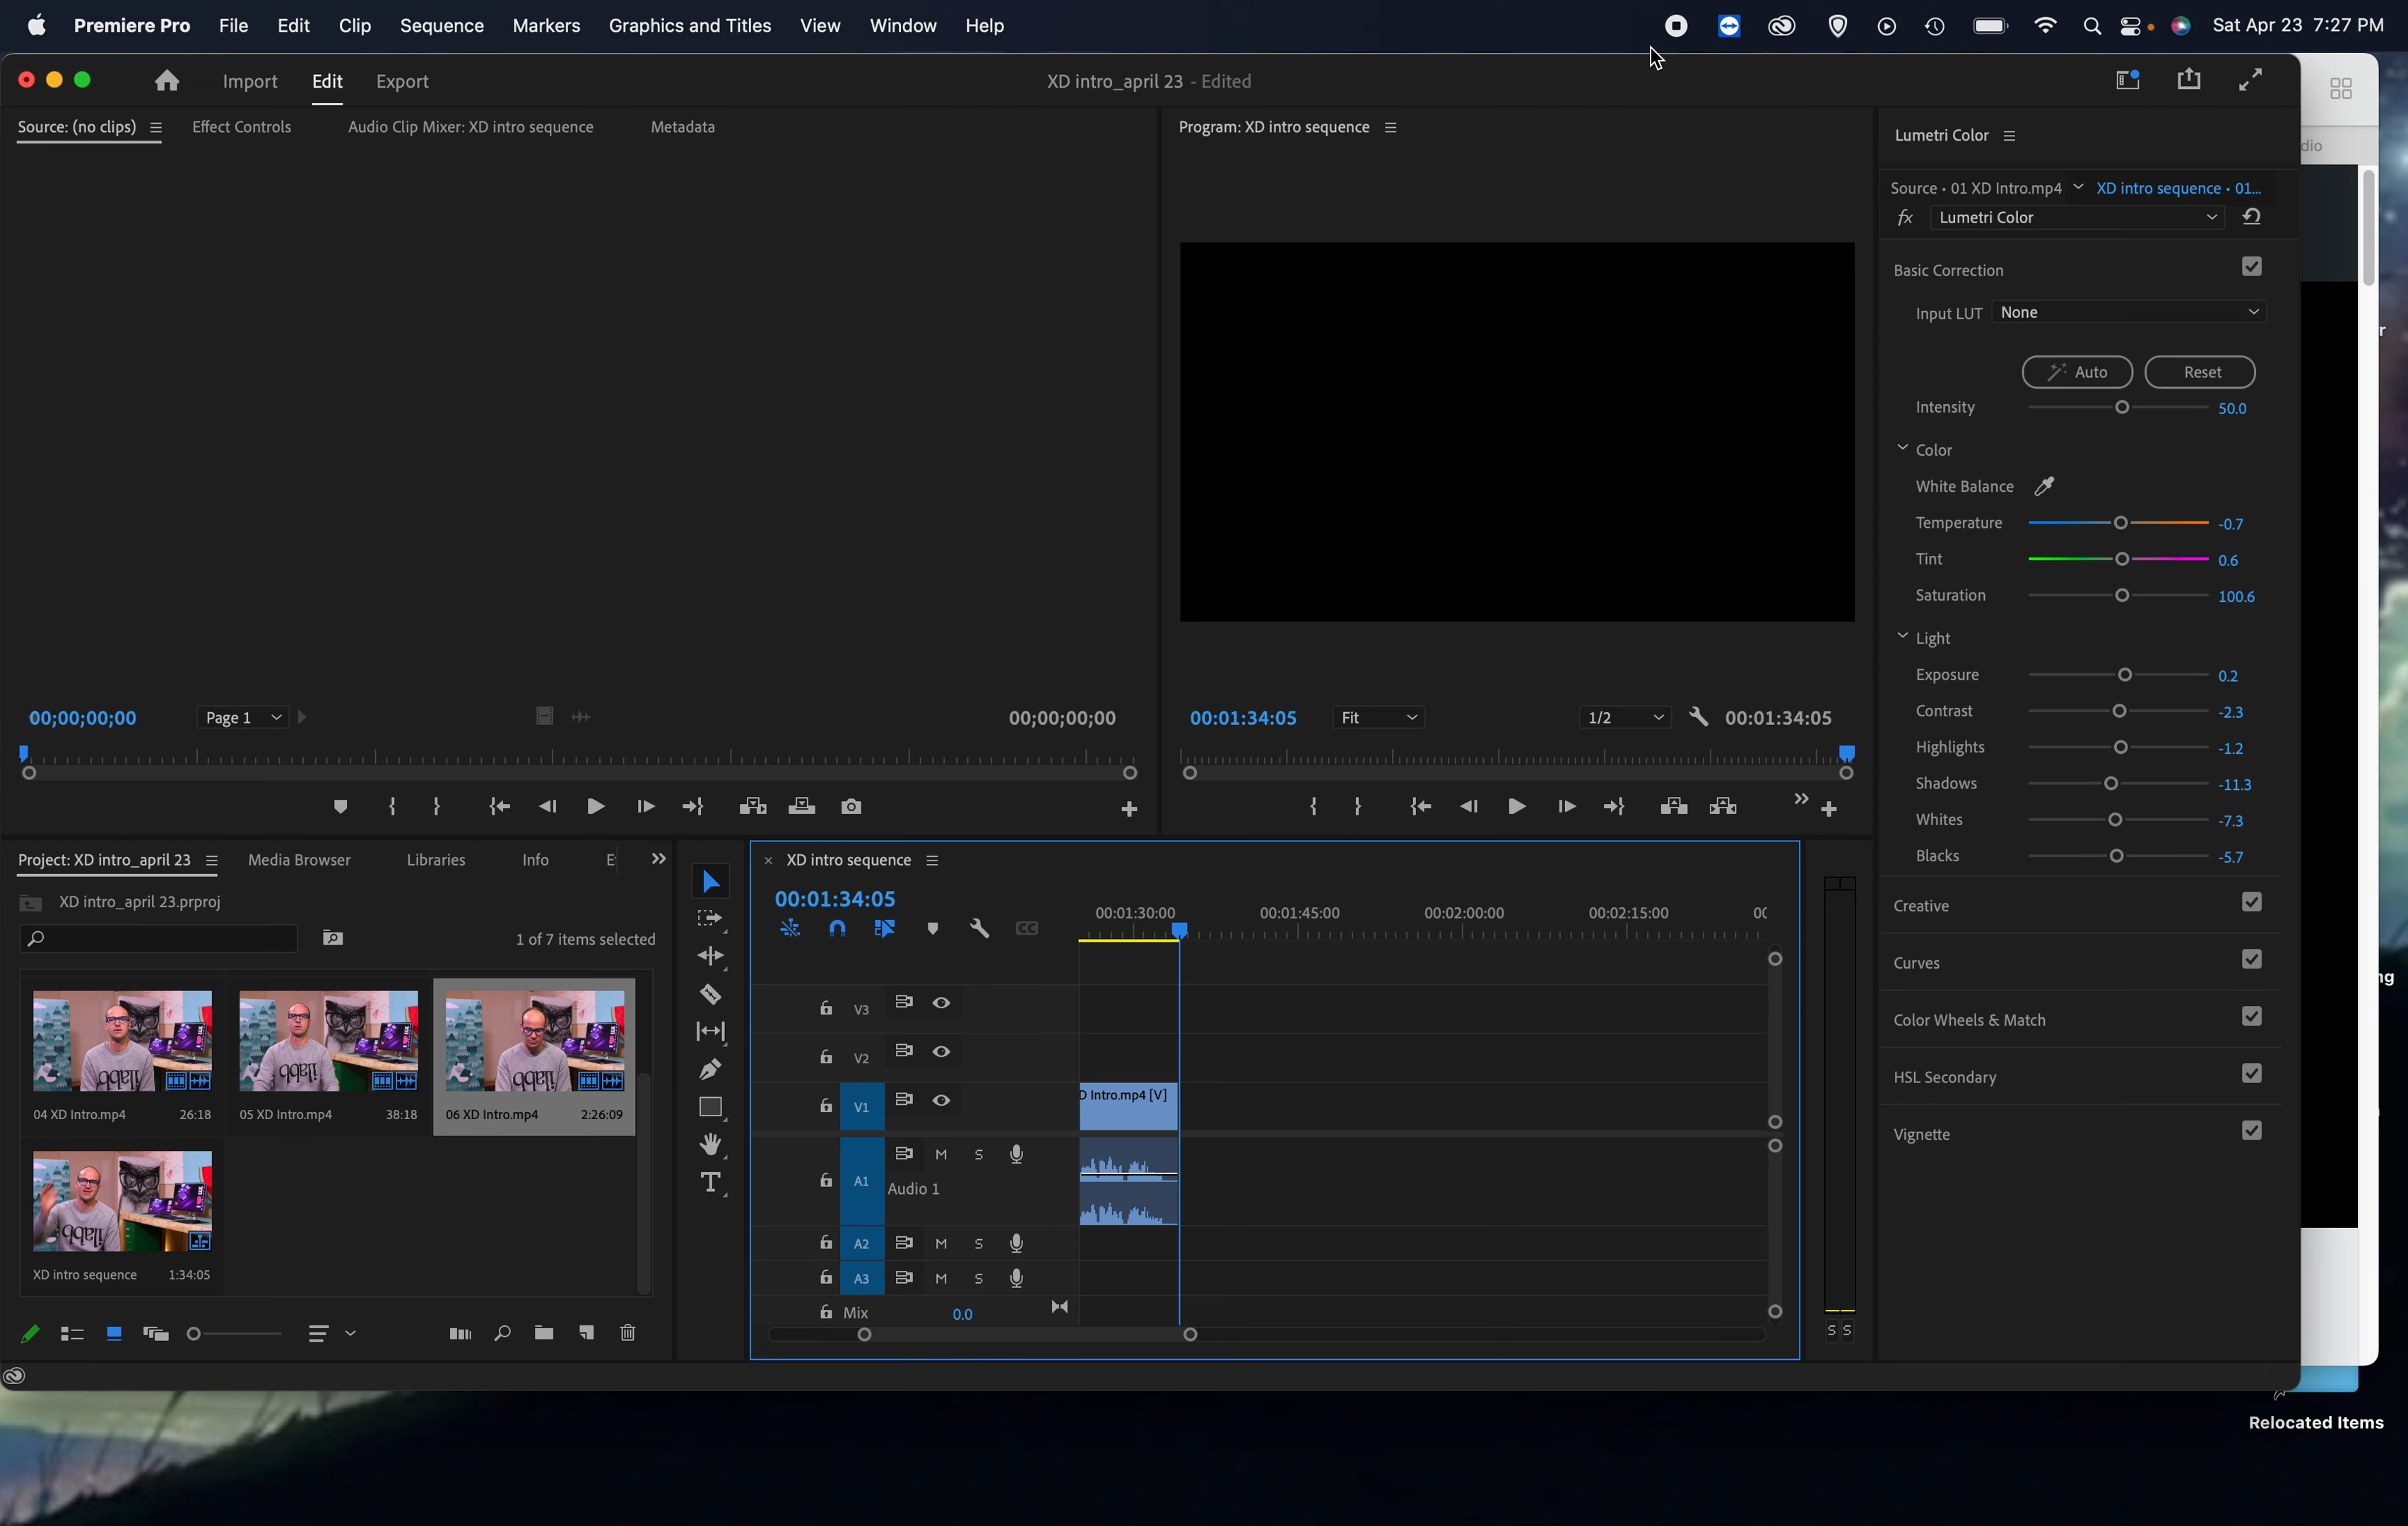 Premiere Pro File Edit Clip Sequence Markers Graphics and Titles View Window Help Sat Apr 23 7:27 PM
Import Edit Export XD intro_april 23 - Edited
Source: (no clips) Effect Controls Audio Clip Mixer: XD intro sequence Metadata
Program: XD intro sequence
Lumetri Color
dio
Source • 01 XD Intro.mp4 XD intro sequence • 01...
fx Lumetri Color
Basic Correction
Input LUT None
Auto Reset
Intensity 50.0
Color
White Balance
Temperature -0.7
Tint 0.6
Saturation 100.6
Light
Exposure 0.2
Contrast -2.3
Highlights -1.2
Shadows -11.3
Whites -7.3
Blacks -5.7
Creative
Curves
Color Wheels & Match
HSL Secondary
Vignette
00;00;00;00 Page 1 00;00;00;00
00:01:34:05 Fit 1/2 00:01:34:05
Project: XD intro_april 23 Media Browser Libraries Info
XD intro_april 23.prproj
1 of 7 items selected
ilabb ilabb ilabb
04 XD Intro.mp4 26:18 05 XD Intro.mp4 38:18 06 XD Intro.mp4 2:26:09
ilabb
XD intro sequence 1:34:05
XD intro sequence
00:01:34:05
00:01:30:00 00:01:45:00 00:02:00:00 00:02:15:00 00
CC
V3
V2
V1 D Intro.mp4 [V]
A1 M S
Audio 1
A2 M S
A3 M S
Mix 0.0
S S
r
ng
Relocated Items